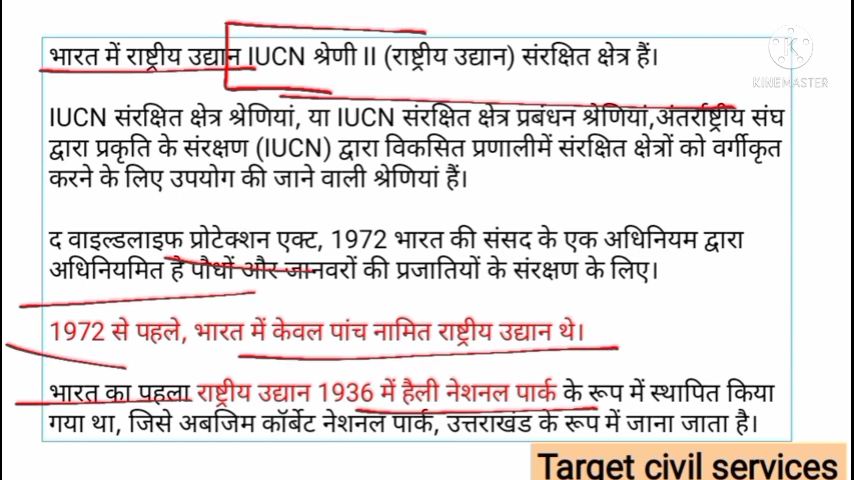 भारत में राष्ट्रीय उद्यान IUCN श्रेणी II (राष्ट्रीय उद्यान) संरक्षित क्षेत्र हैं।
KINEMASTER
IUCN संरक्षित क्षेत्र श्रेणियां, या IUCN संरक्षित क्षेत्र प्रबंधन श्रेणियां,अंतर्राष्ट्रीय संघ
द्वारा प्रकृति के संरक्षण (IUCN) द्वारा विकसित प्रणालीमें संरक्षित क्षेत्रों को वर्गीकृत
करने के लिए उपयोग की जाने वाली श्रेणियां हैं।
द वाइल्डलाइफ प्रोटेक्शन एक्ट, 1972 भारत की संसद के एक अधिनियम द्वारा
अधिनियमित है पौधों और जानवरों की प्रजातियों के संरक्षण के लिए।
1972 से पहले, भारत में केवल पांच नामित राष्ट्रीय उद्यान थे।
भारत का पहला राष्ट्रीय उद्यान 1936 में हैली नेशनल पार्क के रूप में स्थापित किया
गया था, जिसे अबजिम कॉर्बेट नेशनल पार्क, उत्तराखंड के रूप में जाना जाता है।
Target civil services